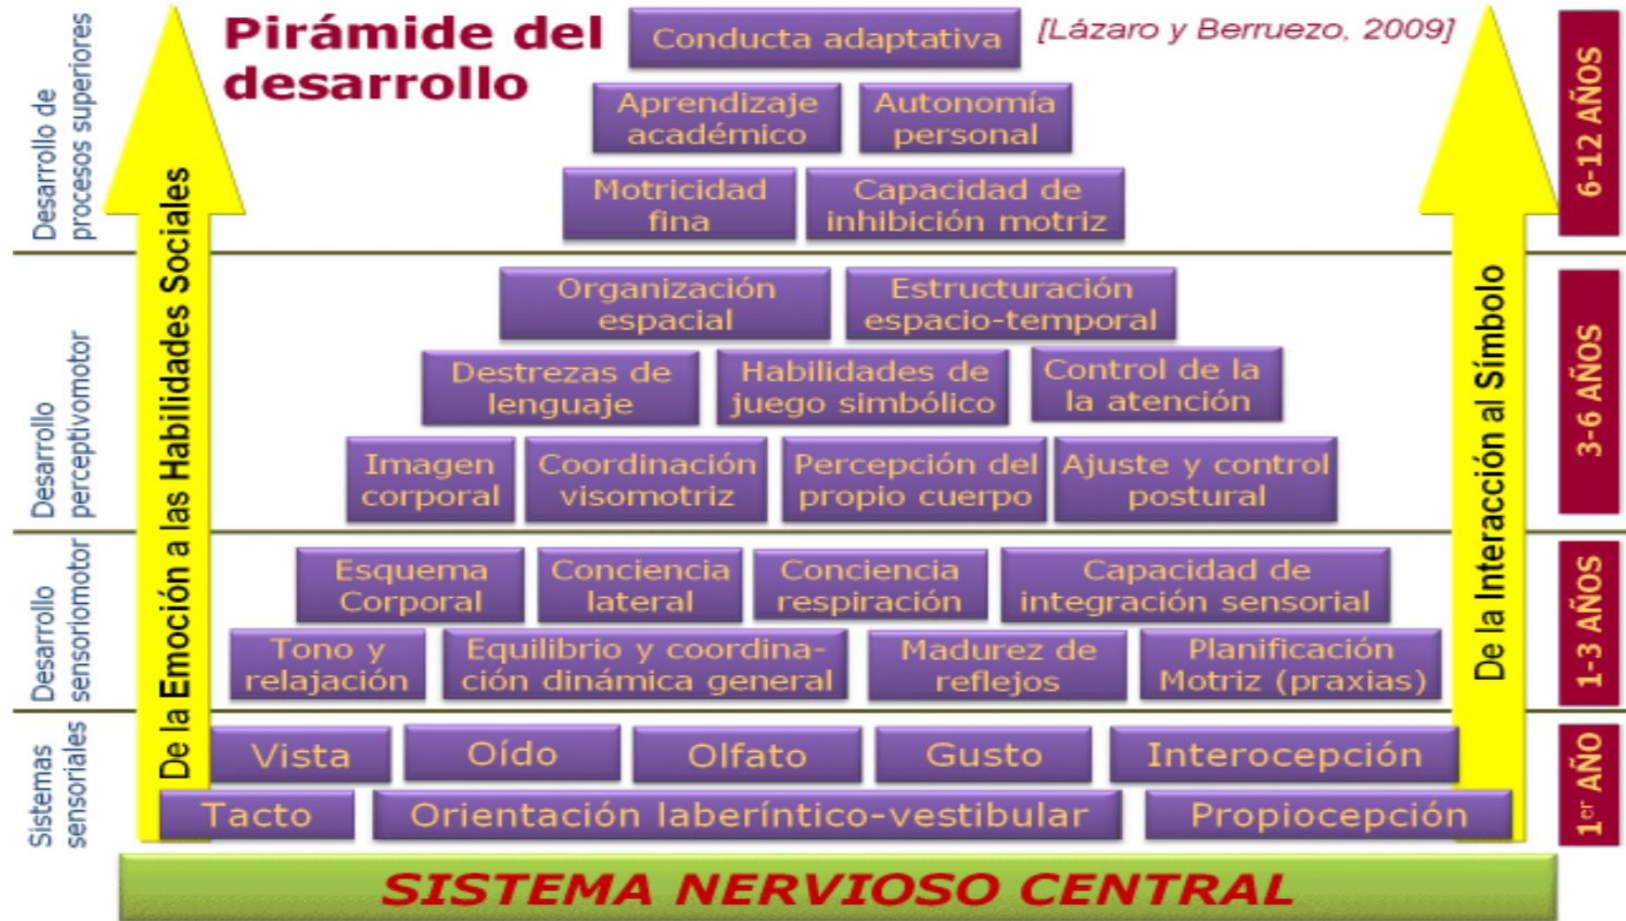 Pirámide del
desarrollo
[Lázaro y Berruezo, 2009]
Conducta adaptativa
Aprendizaje
académico
Autonomía
personal
Motricidad
fina
Capacidad de
inhibición motriz
Desarrollo de
procesos superiores
6-12 AÑOS
Organización
espacial
Estructuración
espacio-temporal
Destrezas de
lenguaje
Habilidades de
juego simbólico
Control de la
la atención
Imagen
corporal
Coordinación
visomotriz
Percepción del
propio cuerpo
Ajuste y control
postural
Desarrollo
perceptivomotor
3-6 AÑOS
Esquema
Corporal
Conciencia
lateral
Conciencia
respiración
Capacidad de
integración sensorial
Tono y
relajación
Equilibrio y coordina-
ción dinámica general
Madurez de
reflejos
Planificación
Motriz (praxias)
Desarrollo
sensoriomotor
1-3 AÑOS
Vista
Oído
Olfato
Gusto
Interocepción
Tacto
Orientación laberíntico-vestibular
Propiocepción
Sistemas
sensoriales
1er AÑO
De la Emoción a las Habilidades Sociales
De la Interacción al Símbolo
SISTEMA NERVIOSO CENTRAL